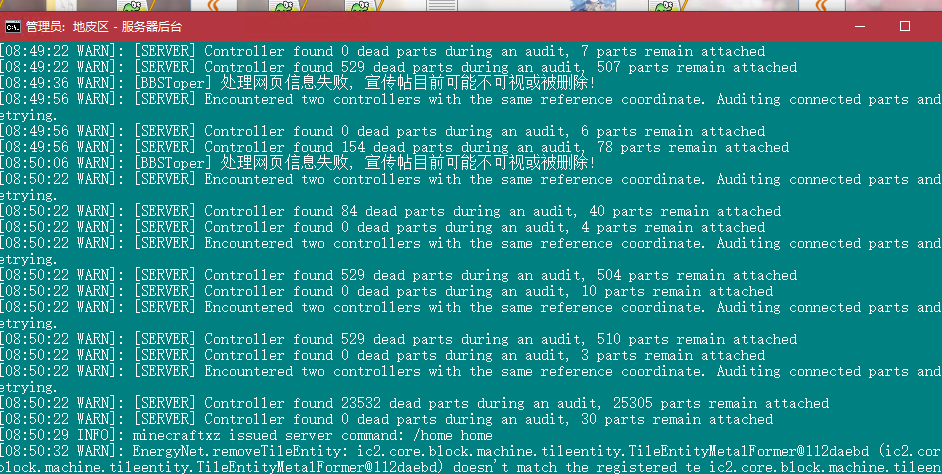 管理员: 地皮区 - 服务器后台
[08:49:22 WARN]: [SERVER] Controller found 0 dead parts during an audit, 7 parts remain attached
[08:49:22 WARN]: [SERVER] Controller found 529 dead parts during an audit, 507 parts remain attached
[08:49:36 WARN]: [BBSToper] 处理网页信息失败, 宣传帖目前可能不可视或被删除!
[08:49:56 WARN]: [SERVER] Encountered two controllers with the same reference coordinate. Auditing connected parts and
etrying.
[08:49:56 WARN]: [SERVER] Controller found 0 dead parts during an audit, 6 parts remain attached
[08:49:56 WARN]: [SERVER] Controller found 154 dead parts during an audit, 78 parts remain attached
[08:50:06 WARN]: [BBSToper] 处理网页信息失败, 宣传帖目前可能不可视或被删除!
[08:50:22 WARN]: [SERVER] Encountered two controllers with the same reference coordinate. Auditing connected parts and
etrying.
[08:50:22 WARN]: [SERVER] Controller found 84 dead parts during an audit, 40 parts remain attached
[08:50:22 WARN]: [SERVER] Controller found 0 dead parts during an audit, 4 parts remain attached
[08:50:22 WARN]: [SERVER] Encountered two controllers with the same reference coordinate. Auditing connected parts and
etrying.
[08:50:22 WARN]: [SERVER] Controller found 529 dead parts during an audit, 504 parts remain attached
[08:50:22 WARN]: [SERVER] Controller found 0 dead parts during an audit, 10 parts remain attached
[08:50:22 WARN]: [SERVER] Encountered two controllers with the same reference coordinate. Auditing connected parts and
etrying.
[08:50:22 WARN]: [SERVER] Controller found 529 dead parts during an audit, 510 parts remain attached
[08:50:22 WARN]: [SERVER] Controller found 0 dead parts during an audit, 3 parts remain attached
[08:50:22 WARN]: [SERVER] Encountered two controllers with the same reference coordinate. Auditing connected parts and
etrying.
[08:50:22 WARN]: [SERVER] Controller found 23532 dead parts during an audit, 25305 parts remain attached
[08:50:22 WARN]: [SERVER] Controller found 0 dead parts during an audit, 30 parts remain attached
[08:50:29 INFO]: minecraftxz issued server command: /home home
[08:50:32 WARN]: EnergyNet.removeTileEntity: ic2.core.block.machine.tileentity.TileEntityMetalFormer@112daebd (ic2.cor
block.machine.tileentity.TileEntityMetalFormer@112daebd) doesn't match the registered te ic2.core.block.machine.tileen